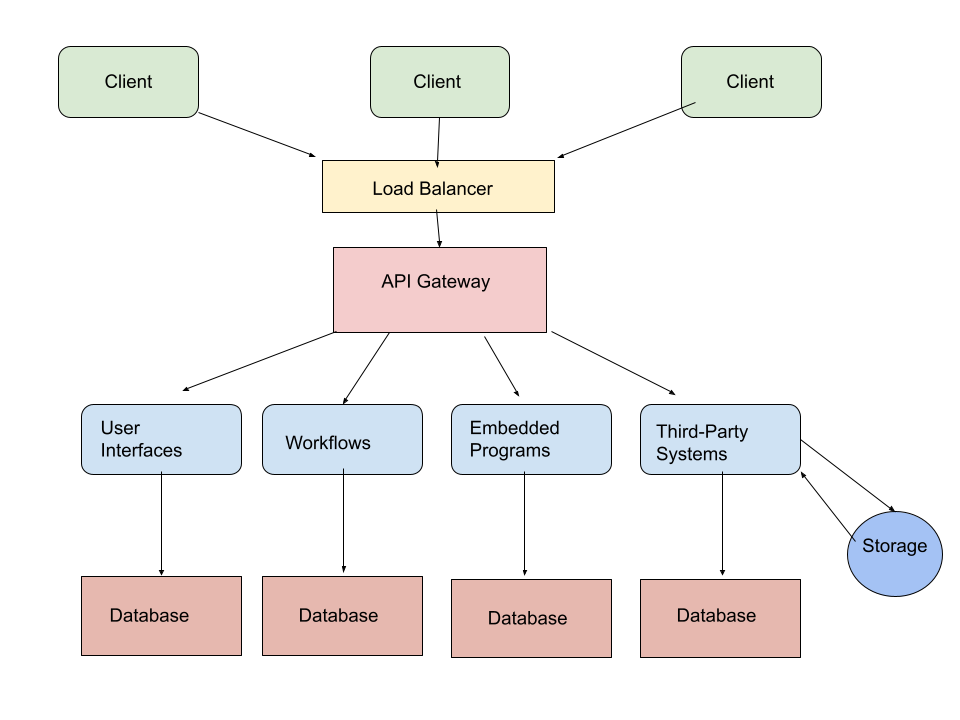 Client
Client
Client
Load Balancer
API Gateway
User
Interfaces
Workflows
Embedded
Programs
Third-Party
Systems
Storage
Database
Database
Database
Database